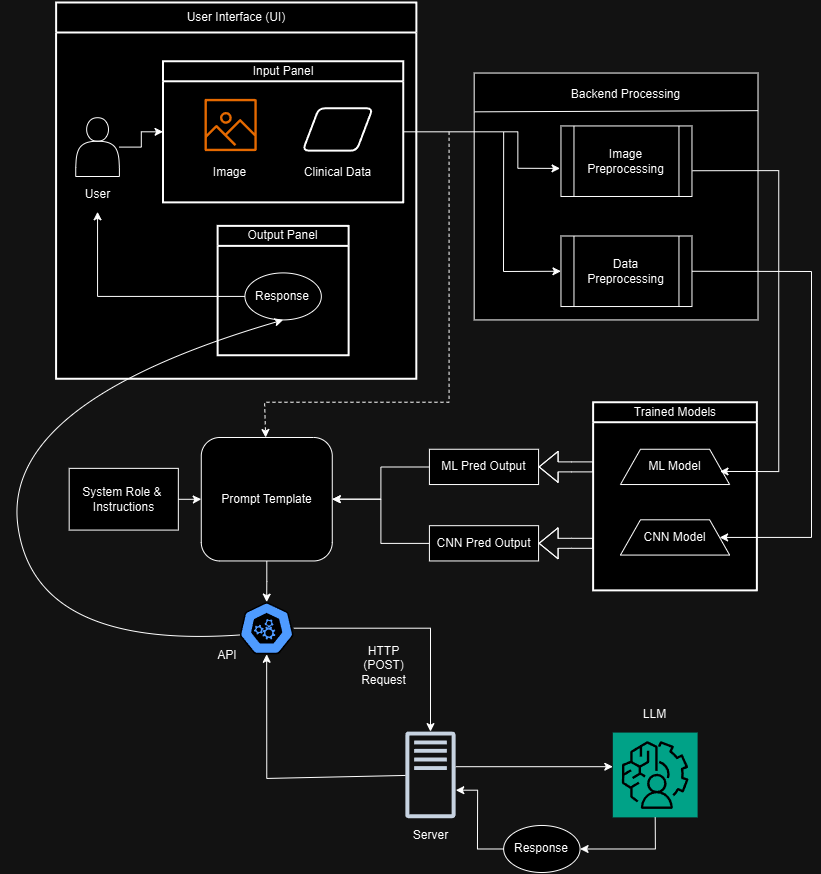 User Interface (UI)
Input Panel
Image
Clinical Data
User
Output Panel
Response
Backend Processing
Image
Preprocessing
Data
Preprocessing
Trained Models
ML Model
CNN Model
ML Pred Output
CNN Pred Output
System Role &
Instructions
Prompt Template
API
HTTP
(POST)
Request
LLM
Server
Response